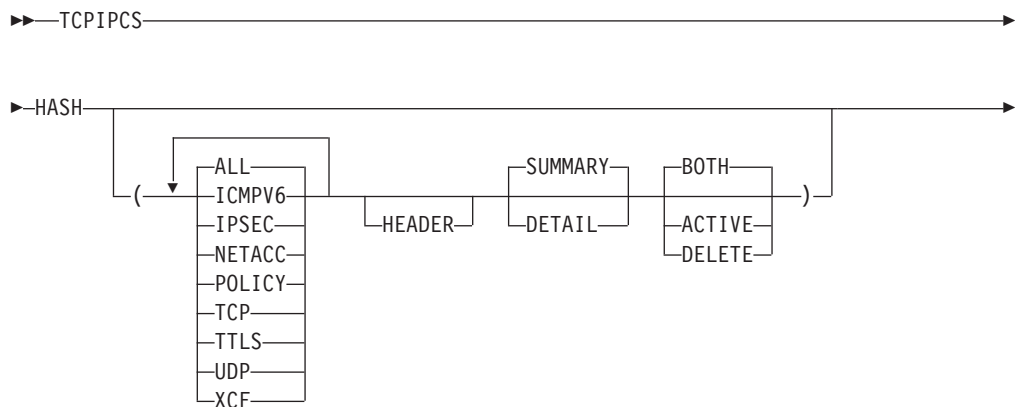 TCPIPCS
HASH
ALL SUMMARY BOTH
( ICMPV6 )
IPSEC HEADER DETAIL ACTIVE
NETACC DELETE
POLICY
TCP
TTLS
UDP
XCF